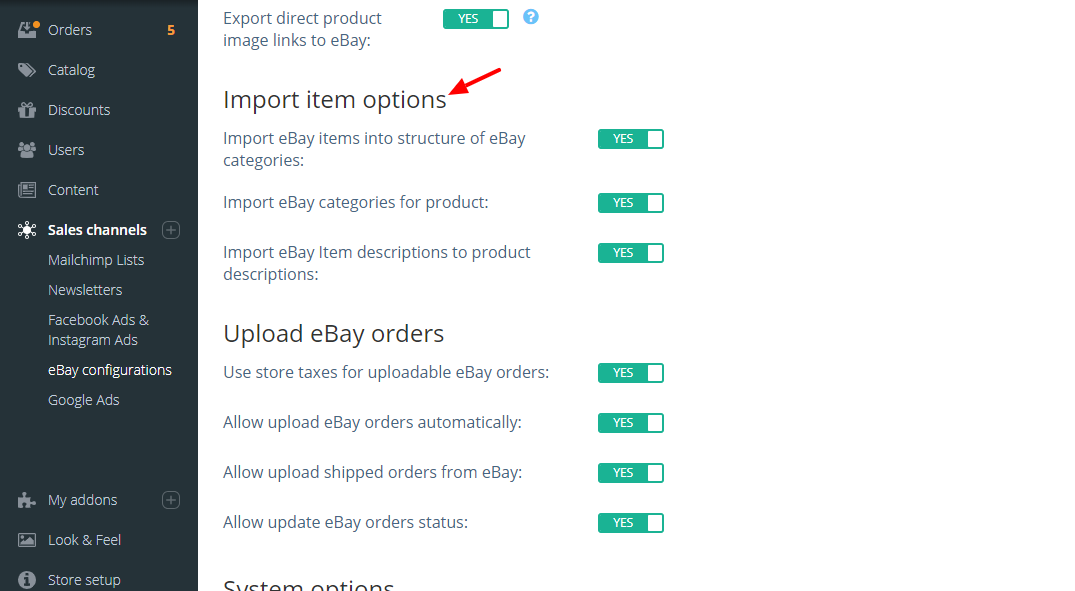 Orders 5
Catalog
Discounts
Users
Content
Sales channels
Mailchimp Lists
Newsletters
Facebook Ads &
Instagram Ads
eBay configurations
Google Ads
My addons
Look & Feel
Store setup
Export direct product
image links to eBay:
YES
?
Import item options
Import eBay items into structure of eBay
categories:
YES
Import eBay categories for product:
YES
Import eBay Item descriptions to product
descriptions:
YES
Upload eBay orders
Use store taxes for uploadable eBay orders:
YES
Allow upload eBay orders automatically:
YES
Allow upload shipped orders from eBay:
YES
Allow update eBay orders status:
YES
System options